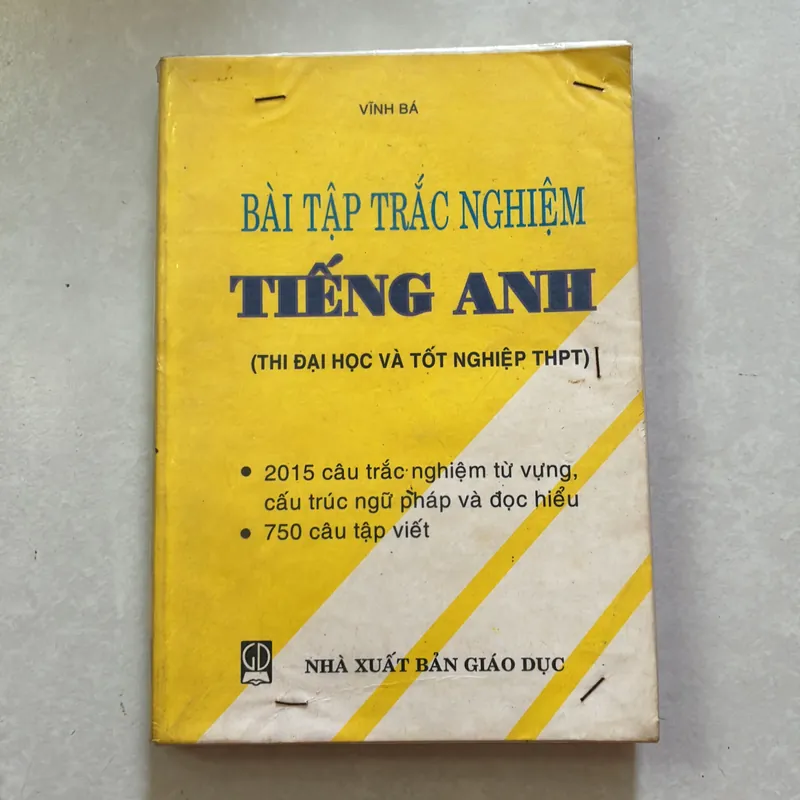 VĨNH BÁ
BÀI TẬP TRẮC NGHIỆM
TIẾNG ANH
(THI ĐẠI HỌC VÀ TỐT NGHIỆP THPT)
• 2015 câu trắc nghiệm từ vựng,
cấu trúc ngữ pháp và đọc hiểu
• 750 câu tập viết
GD
NHÀ XUẤT BẢN GIÁO DỤC